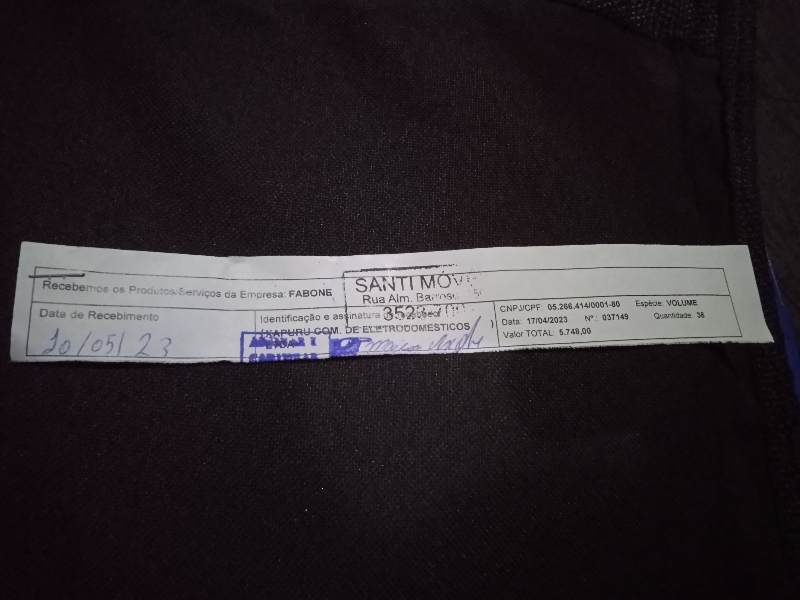 Recebemos os Produtos/Serviços da Empresa: FABONE
SANTI MÓV
Rua Alm. Barroso
Data de Recebimento
10/05/23
Identificação e assinatura
UXAPURU COM. DE ELETRODOMESTICOS
LTDA
CNPJ/CPF: 05.266.414/0001-80 Espécie: VOLUME
Data: 17/04/2023 Nº.: 037149 Quantidade: 36
Valor TOTAL: 5.748,00